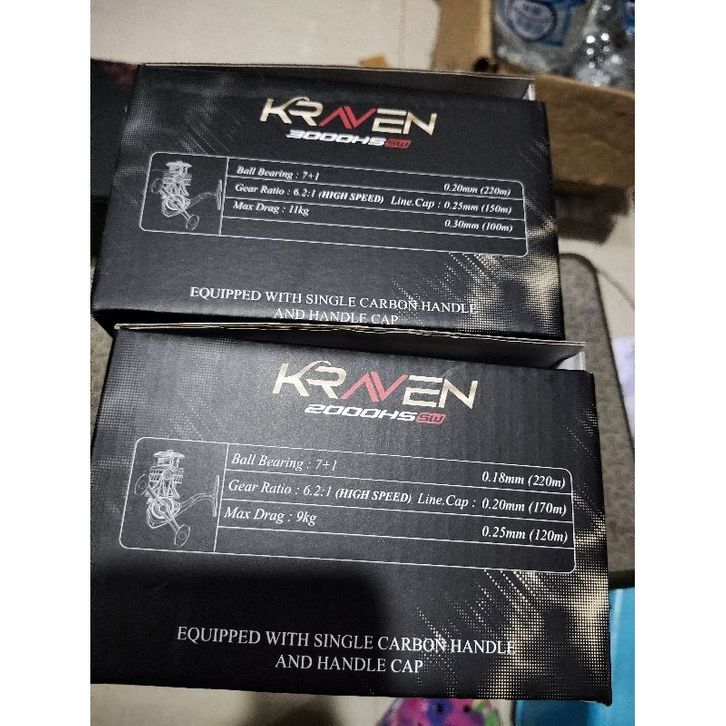 KRAVEN
3000HS SW
Ball Bearing : 7+1
0.20mm (220m)
Gear Ratio : 6.2:1 (HIGH SPEED) Line.Cap : 0.25mm (150m)
Max Drag : 11kg
0.30mm (100m)
EQUIPPED WITH SINGLE CARBON HANDLE
AND HANDLE CAP
KRAVEN
2000HS SW
Ball Bearing : 7+1
0.18mm (220m)
Gear Ratio : 6.2:1 (HIGH SPEED) Line.Cap : 0.20mm (170m)
Max Drag : 9kg
0.25mm (120m)
EQUIPPED WITH SINGLE CARBON HANDLE
AND HANDLE CAP